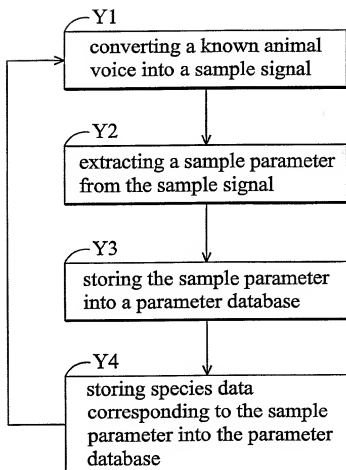 Y1
converting a known animal
voice into a sample signal
Y2
extracting a sample parameter
from the sample signal
Y3
storing the sample parameter
into a parameter database
Y4
storing species data
corresponding to the sample
parameter into the parameter
database